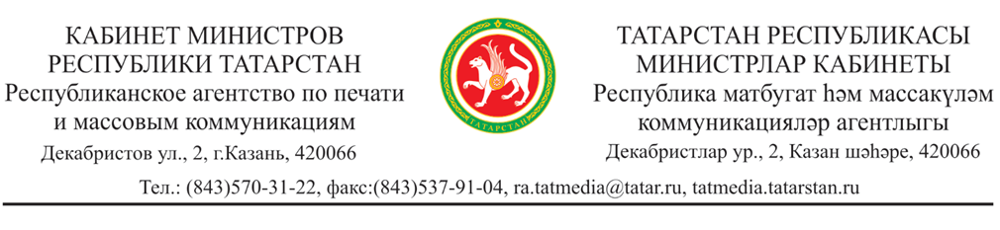 КАБИНЕТ МИНИСТРОВ
РЕСПУБЛИКИ ТАТАРСТАН
Республиканское агентство по печати
и массовым коммуникациям
Декабристов ул., 2, г.Казань, 420066
ТАТАРСТАН
ТАТАРСТАН РЕСПУБЛИКАСЫ
МИНИСТРЛАР КАБИНЕТЫ
Республика матбугат һәм массакүләм
коммуникацияләр агентлыгы
Декабристлар ур., 2, Казан шәһәре, 420066
Тел.: (843)570-31-22, факс:(843)537-91-04, ra.tatmedia@tatar.ru, tatmedia.tatarstan.ru